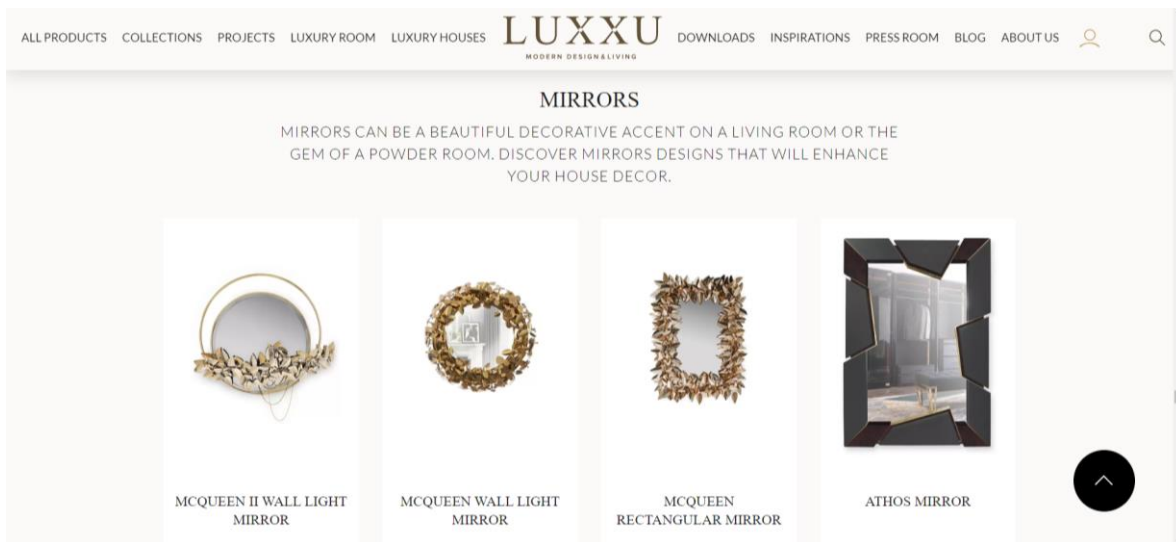 ALL PRODUCTS COLLECTIONS PROJECTS LUXURY ROOM LUXURY HOUSES LUXXU DOWNLOADS INSPIRATIONS PRESS ROOM BLOG ABOUT US
MODERN DESIGN & LIVING
MIRRORS
MIRRORS CAN BE A BEAUTIFUL DECORATIVE ACCENT ON A LIVING ROOM OR THE
GEM OF A POWDER ROOM. DISCOVER MIRRORS DESIGNS THAT WILL ENHANCE
YOUR HOUSE DECOR.
MCQUEEN II WALL LIGHT
MIRROR
MCQUEEN WALL LIGHT
MIRROR
MCQUEEN
RECTANGULAR MIRROR
ATHOS MIRROR